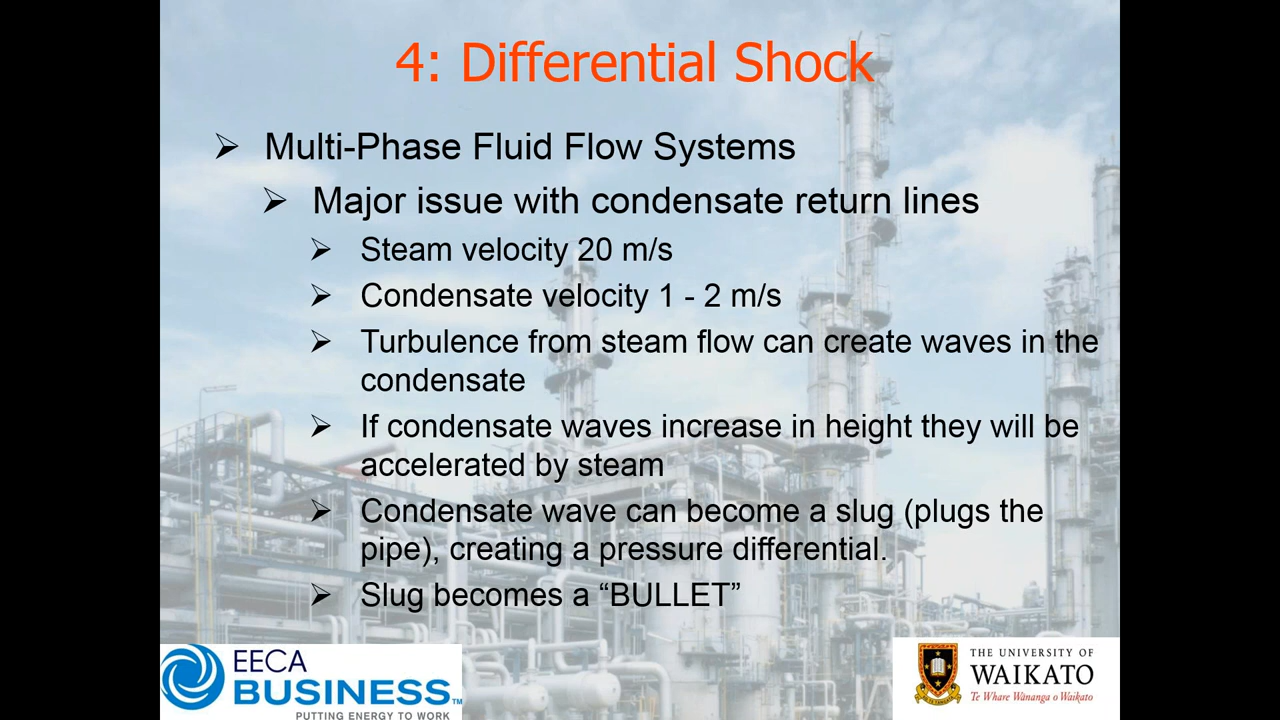 4: Differential Shock
Multi-Phase Fluid Flow Systems
Major issue with condensate return lines
Steam velocity 20 m/s
Condensate velocity 1 - 2 m/s
Turbulence from steam flow can create waves in the
condensate
If condensate waves increase in height they will be
accelerated by steam
Condensate wave can become a slug (plugs the
pipe), creating a pressure differential.
Slug becomes a “BULLET”
EECA
BUSINESS™
PUTTING ENERGY TO WORK
THE UNIVERSITY OF
WAIKATO
Te Whare Wānanga o Waikato